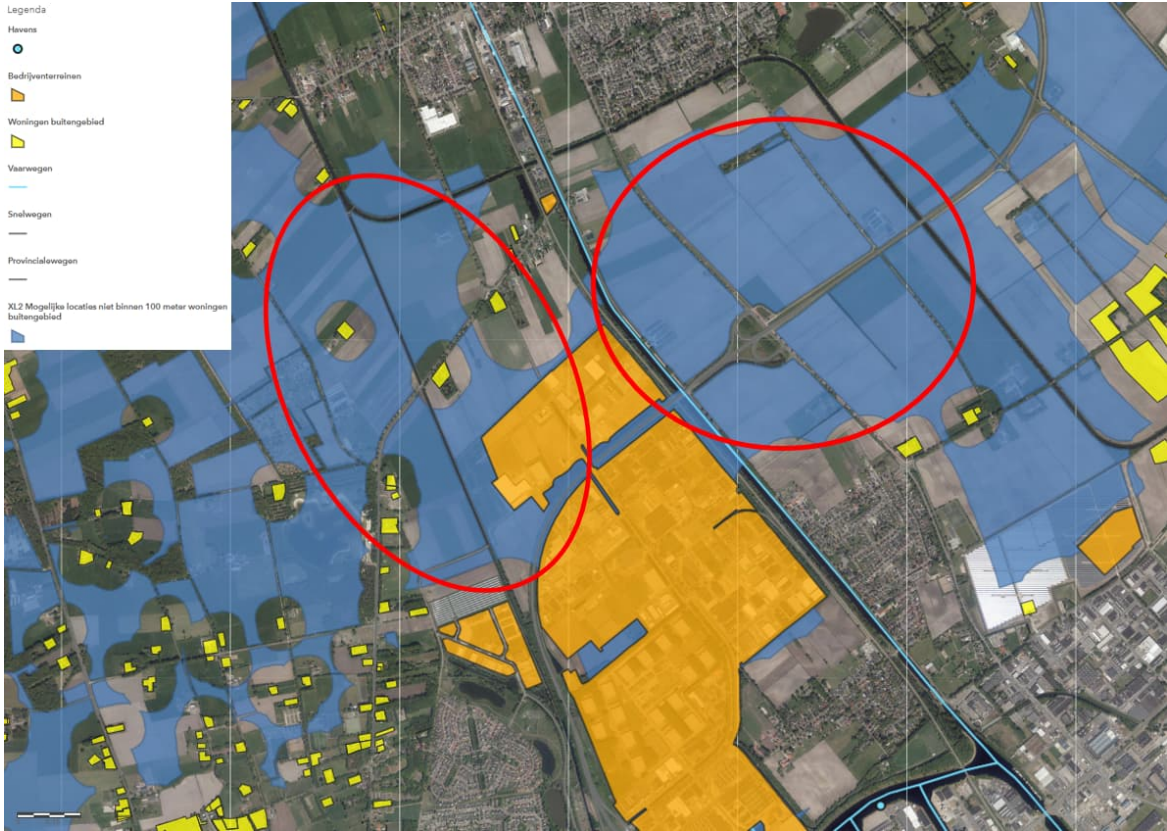 Legenda
Havens
Bedrijventerreinen
Woningen buitengebied
Vaarwegen
Snelwegen
Provincialewegen
XL2 Mogelijke locaties niet binnen 100 meter woningen
buitengebied